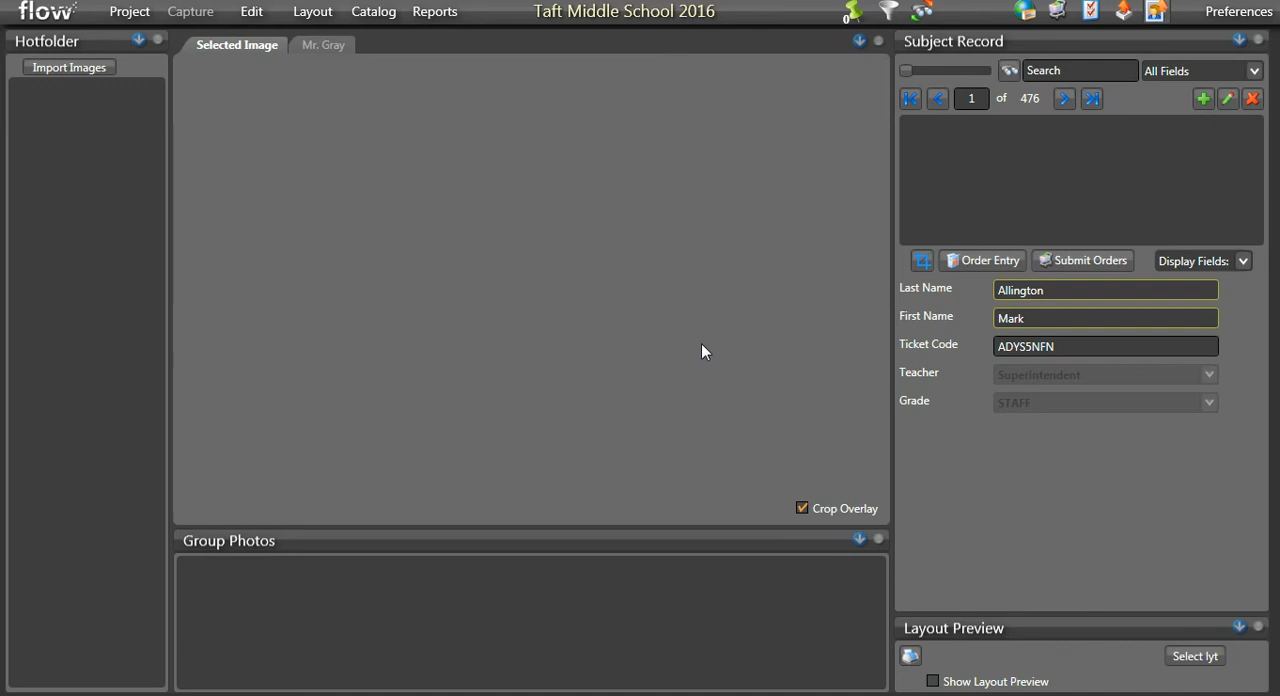 flow
Project Capture Edit Layout Catalog Reports
Taft Middle School 2016
0
Preferences
Hotfolder
Import Images
Selected Image
Mr. Gray
Crop Overlay
Group Photos
Subject Record
Search
All Fields
1 of 476
Order Entry
Submit Orders
Display Fields:
Last Name Allington
First Name Mark
Ticket Code ADYS5NFN
Teacher Superintendent
Grade STAFF
Layout Preview
Select lyt
Show Layout Preview